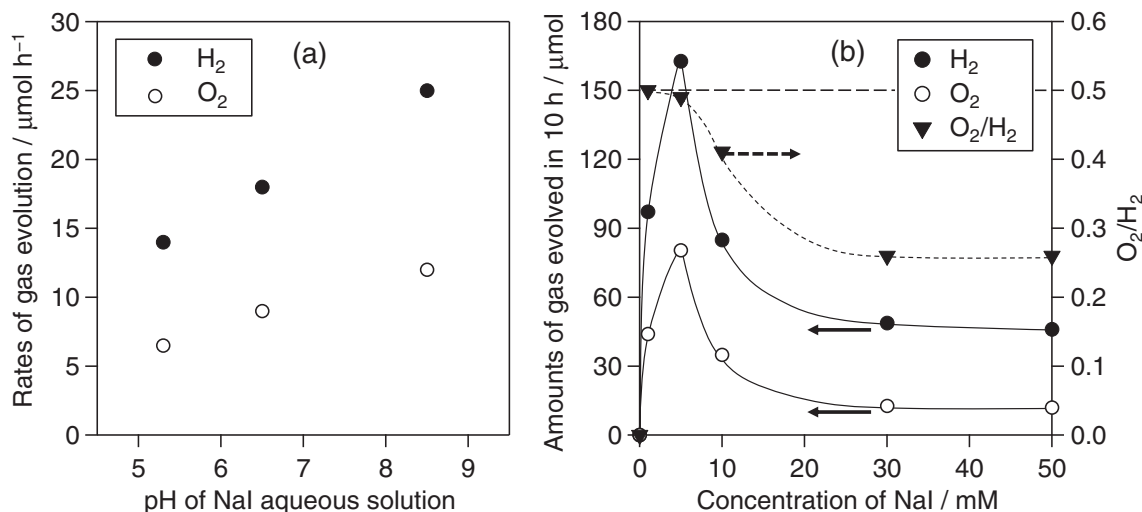 (a)
H₂
O₂
Rates of gas evolution / μmol h⁻¹
30
25
20
15
10
5
0
5 6 7 8 9
pH of NaI aqueous solution
(b)
H₂
O₂
O₂/H₂
Amounts of gas evolved in 10 h / μmol
180
150
120
90
60
30
0
0 10 20 30 40 50
Concentration of NaI / mM
0.6
0.5
0.4
0.3
0.2
0.1
0.0
O₂/H₂